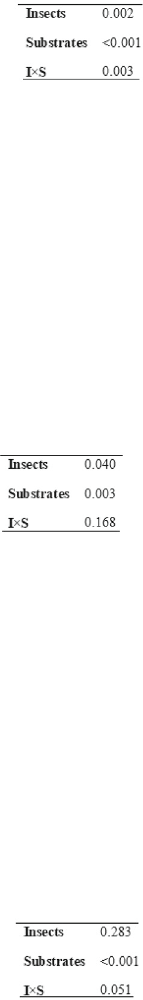 Insects 0.002
Substrates <0.001
I×S 0.003
Insects 0.040
Substrates 0.003
I×S 0.168
Insects 0.283
Substrates <0.001
I×S 0.051